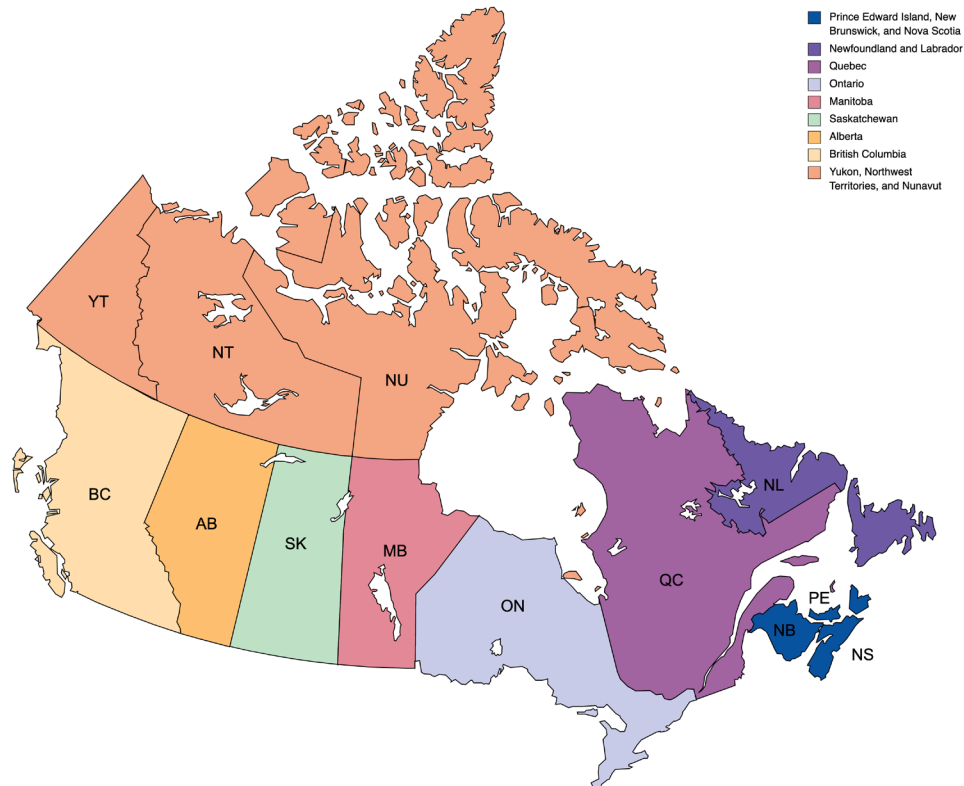 Prince Edward Island, New
Brunswick, and Nova Scotia
Newfoundland and Labrador
Quebec
Ontario
Manitoba
Saskatchewan
Alberta
British Columbia
Yukon, Northwest
Territories, and Nunavut
YT
NT
NU
BC
AB
SK
MB
ON
QC
NL
PE
NB
NS